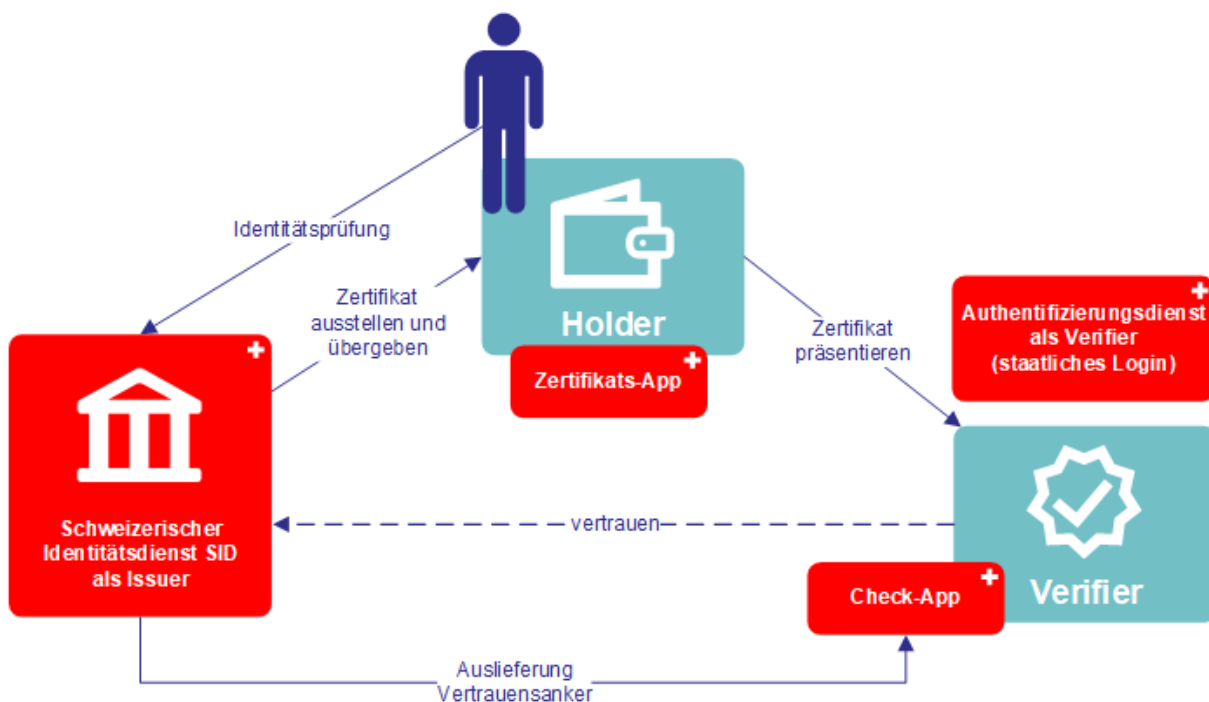 Identitätsprüfung
Zertifikat
ausstellen und
übergeben
Holder
Zertifikats-App
Zertifikat
präsentieren
Authentifizierungsdienst
als Verifier
(staatliches Login)
Schweizerischer
Identitätsdienst SID
als Issuer
vertrauen
Check-App
Verifier
Auslieferung
Vertrauensanker